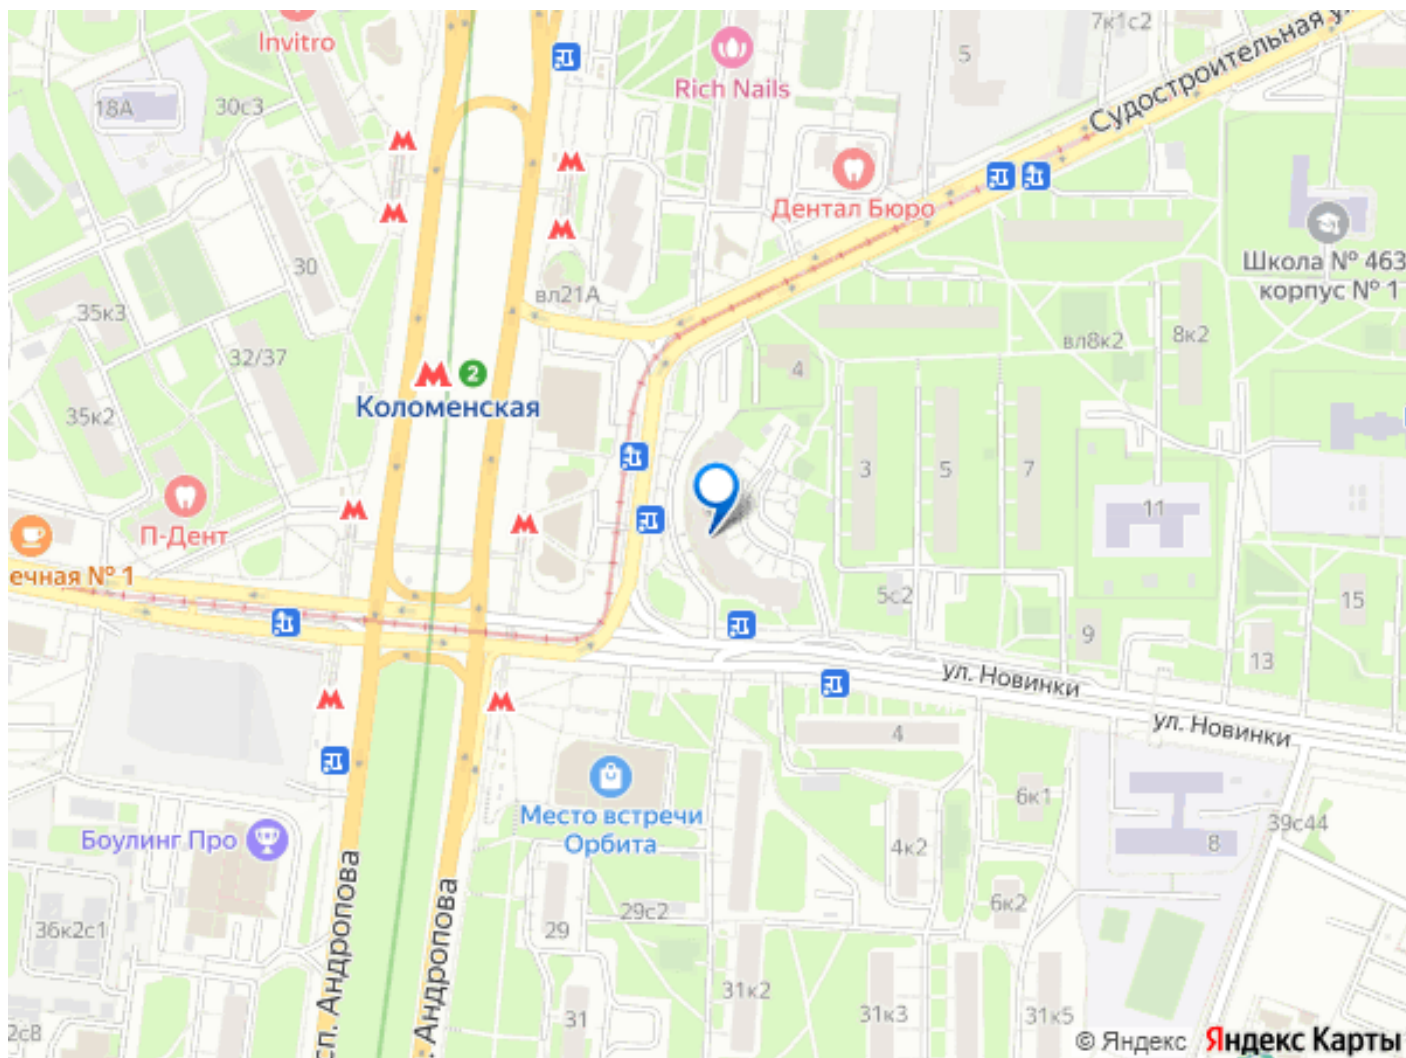 Invitro
7к1с2
5
Rich Nails
Судостроительная у
18А
30с3
Дентал Бюро
Школа № 463
корпус № 1
30
вл21А
35к3
32/37
вл8к2
8к2
4
2
Коломенская
35к2
3
5
7
11
П-Дент
ечная № 1
5с2
15
9
13
ул. Новинки
ул. Новинки
4
Место встречи
Орбита
6к1
39с44
Боулинг Про
4к2
8
просп. Андропова
. Андропова
29с2
6к2
29
36к2с1
31к2
31
31к3
31к5
2с8
© Яндекс
Яндекс Карты